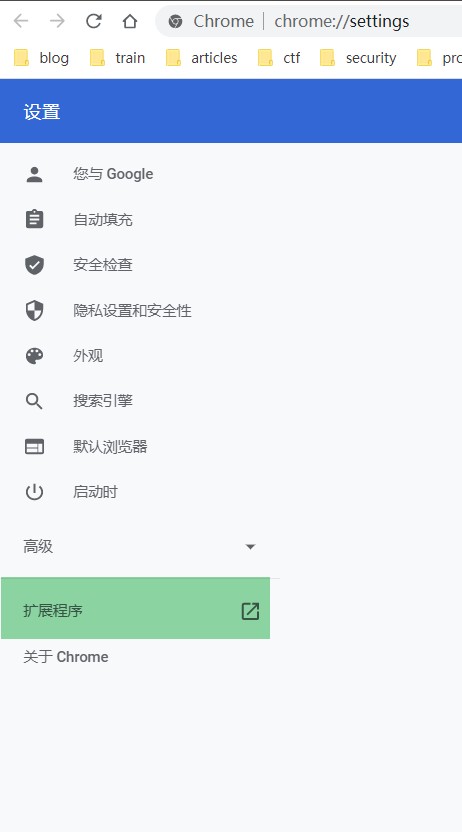 Chrome | chrome://settings
blog train articles ctf security pro
设置
您与 Google
自动填充
安全检查
隐私设置和安全性
外观
搜索引擎
默认浏览器
启动时
高级
扩展程序
关于 Chrome